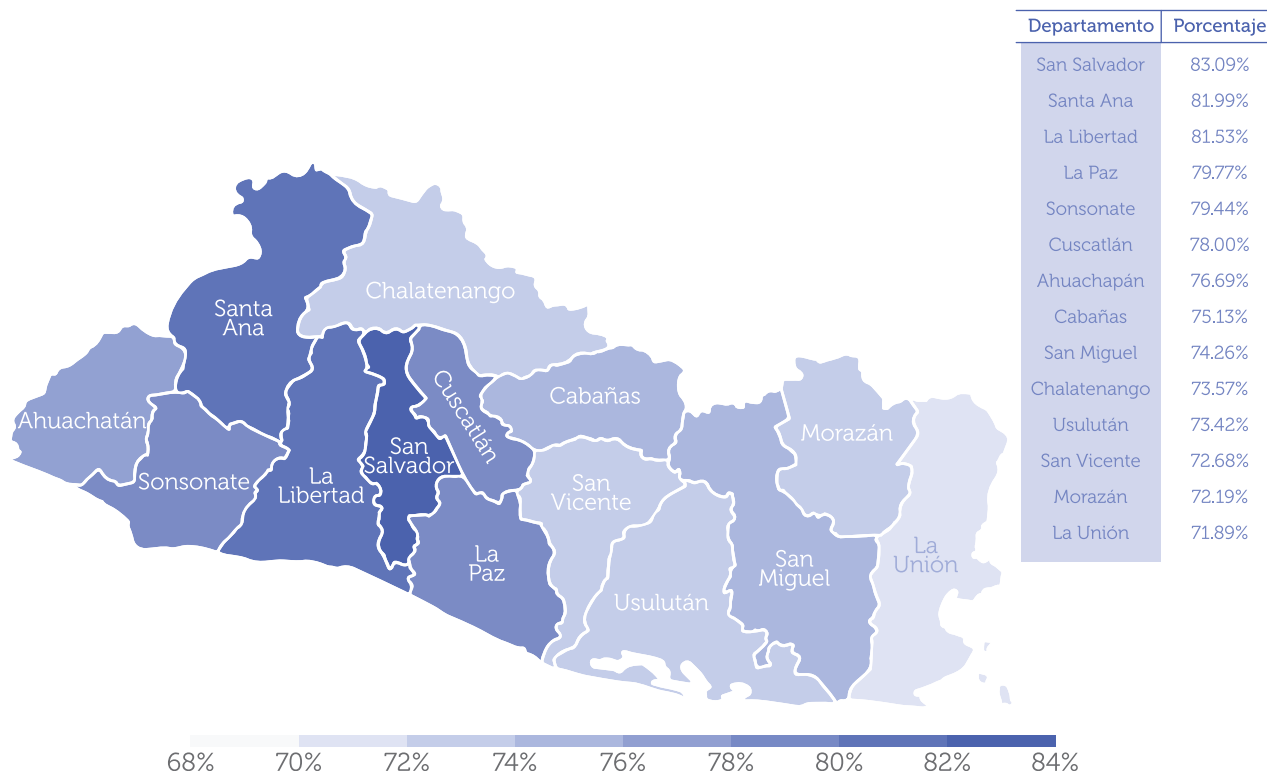 Departamento Porcentaje
San Salvador 83.09%
Santa Ana 81.99%
La Libertad 81.53%
La Paz 79.77%
Sonsonate 79.44%
Cuscatlán 78.00%
Ahuachapán 76.69%
Cabañas 75.13%
San Miguel 74.26%
Chalatenango 73.57%
Usulután 73.42%
San Vicente 72.68%
Morazán 72.19%
La Unión 71.89%
Chalatenango
Santa
Ana
Ahuachatán
Sonsonate
La
Libertad
San
Salvador
Cuscatlán
Cabañas
La
Paz
San
Vicente
Usulután
San
Miguel
Morazán
La
Unión
68% 70% 72% 74% 76% 78% 80% 82% 84%